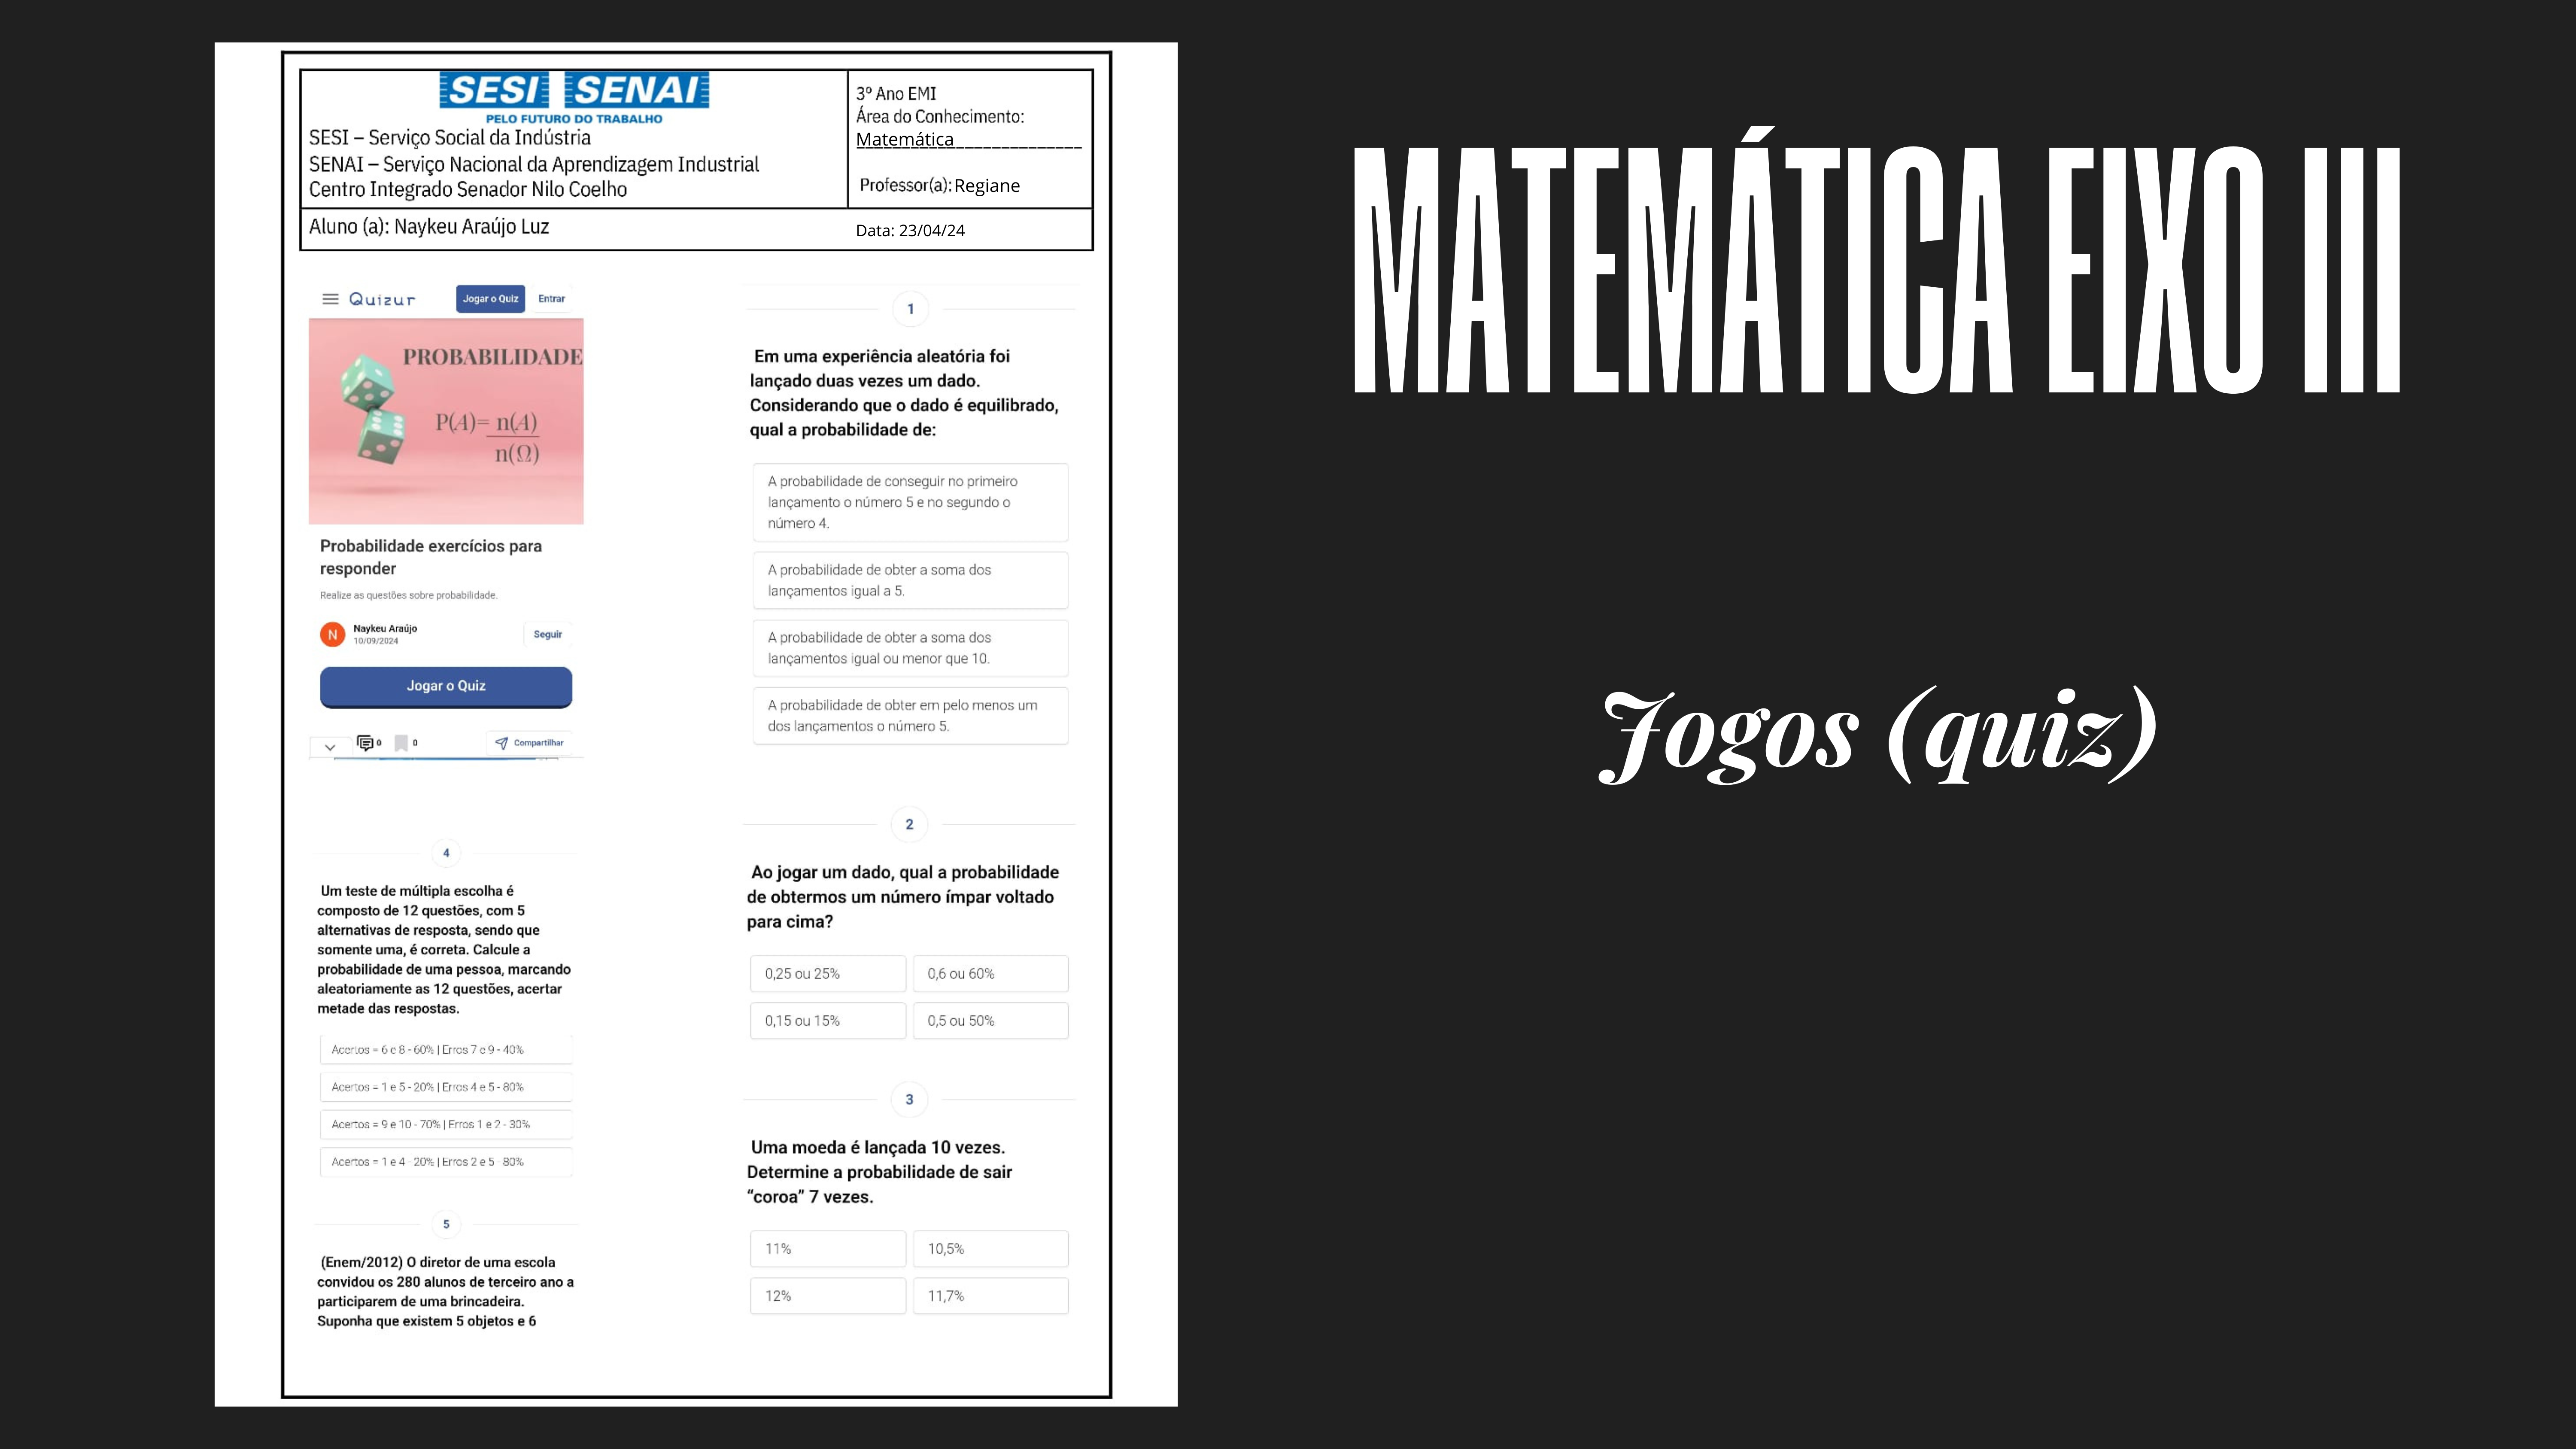 SESI SENAI
PELO FUTURO DO TRABALHO
SESI – Serviço Social da Indústria
SENAI – Serviço Nacional da Aprendizagem Industrial
Centro Integrado Senador Nilo Coelho
3º Ano EMI
Área do Conhecimento:
Matemática
Professor(a): Regiane
Aluno (a): Naykeu Araújo Luz
Data: 23/04/24
Quizur
Jogar o Quiz
Entrar
PROBABILIDADE
P(A)= n(A)
n(Ω)
Probabilidade exercícios para
responder
Realize as questões sobre probabilidade.
N
Naykeu Araújo
10/09/2024
Seguir
Jogar o Quiz
0
0
Compartilhar
1
Em uma experiência aleatória foi
lançado duas vezes um dado.
Considerando que o dado é equilibrado,
qual a probabilidade de:
A probabilidade de conseguir no primeiro
lançamento o número 5 e no segundo o
número 4.
A probabilidade de obter a soma dos
lançamentos igual a 5.
A probabilidade de obter a soma dos
lançamentos igual ou menor que 10.
A probabilidade de obter em pelo menos um
dos lançamentos o número 5.
2
Ao jogar um dado, qual a probabilidade
de obtermos um número ímpar voltado
para cima?
0,25 ou 25%
0,6 ou 60%
0,15 ou 15%
0,5 ou 50%
3
Uma moeda é lançada 10 vezes.
Determine a probabilidade de sair
“coroa” 7 vezes.
11%
10,5%
12%
11,7%
4
Um teste de múltipla escolha é
composto de 12 questões, com 5
alternativas de resposta, sendo que
somente uma, é correta. Calcule a
probabilidade de uma pessoa, marcando
aleatoriamente as 12 questões, acertar
metade das respostas.
Acertos = 6 e 8 - 60% | Erros 7 e 9 - 40%
Acertos = 1 e 5 - 20% | Erros 4 e 5 - 80%
Acertos = 9 e 10 - 70% | Erros 1 e 2 - 30%
Acertos = 1 e 4 - 20% | Erros 2 e 5 - 80%
5
(Enem/2012) O diretor de uma escola
convidou os 280 alunos de terceiro ano a
participarem de uma brincadeira.
Suponha que existem 5 objetos e 6
MATEMÁTICA EIXO III
Jogos (quiz)